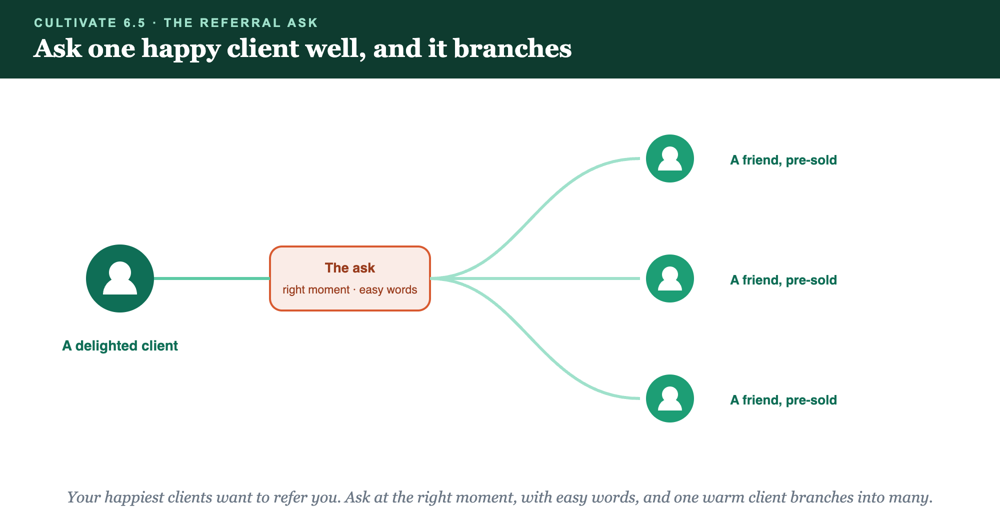 CULTIVATE 6.5 · THE REFERRAL ASK
Ask one happy client well, and it branches
A delighted client
The ask
right moment · easy words
A friend, pre-sold
A friend, pre-sold
A friend, pre-sold
Your happiest clients want to refer you. Ask at the right moment, with easy words, and one warm client branches into many.